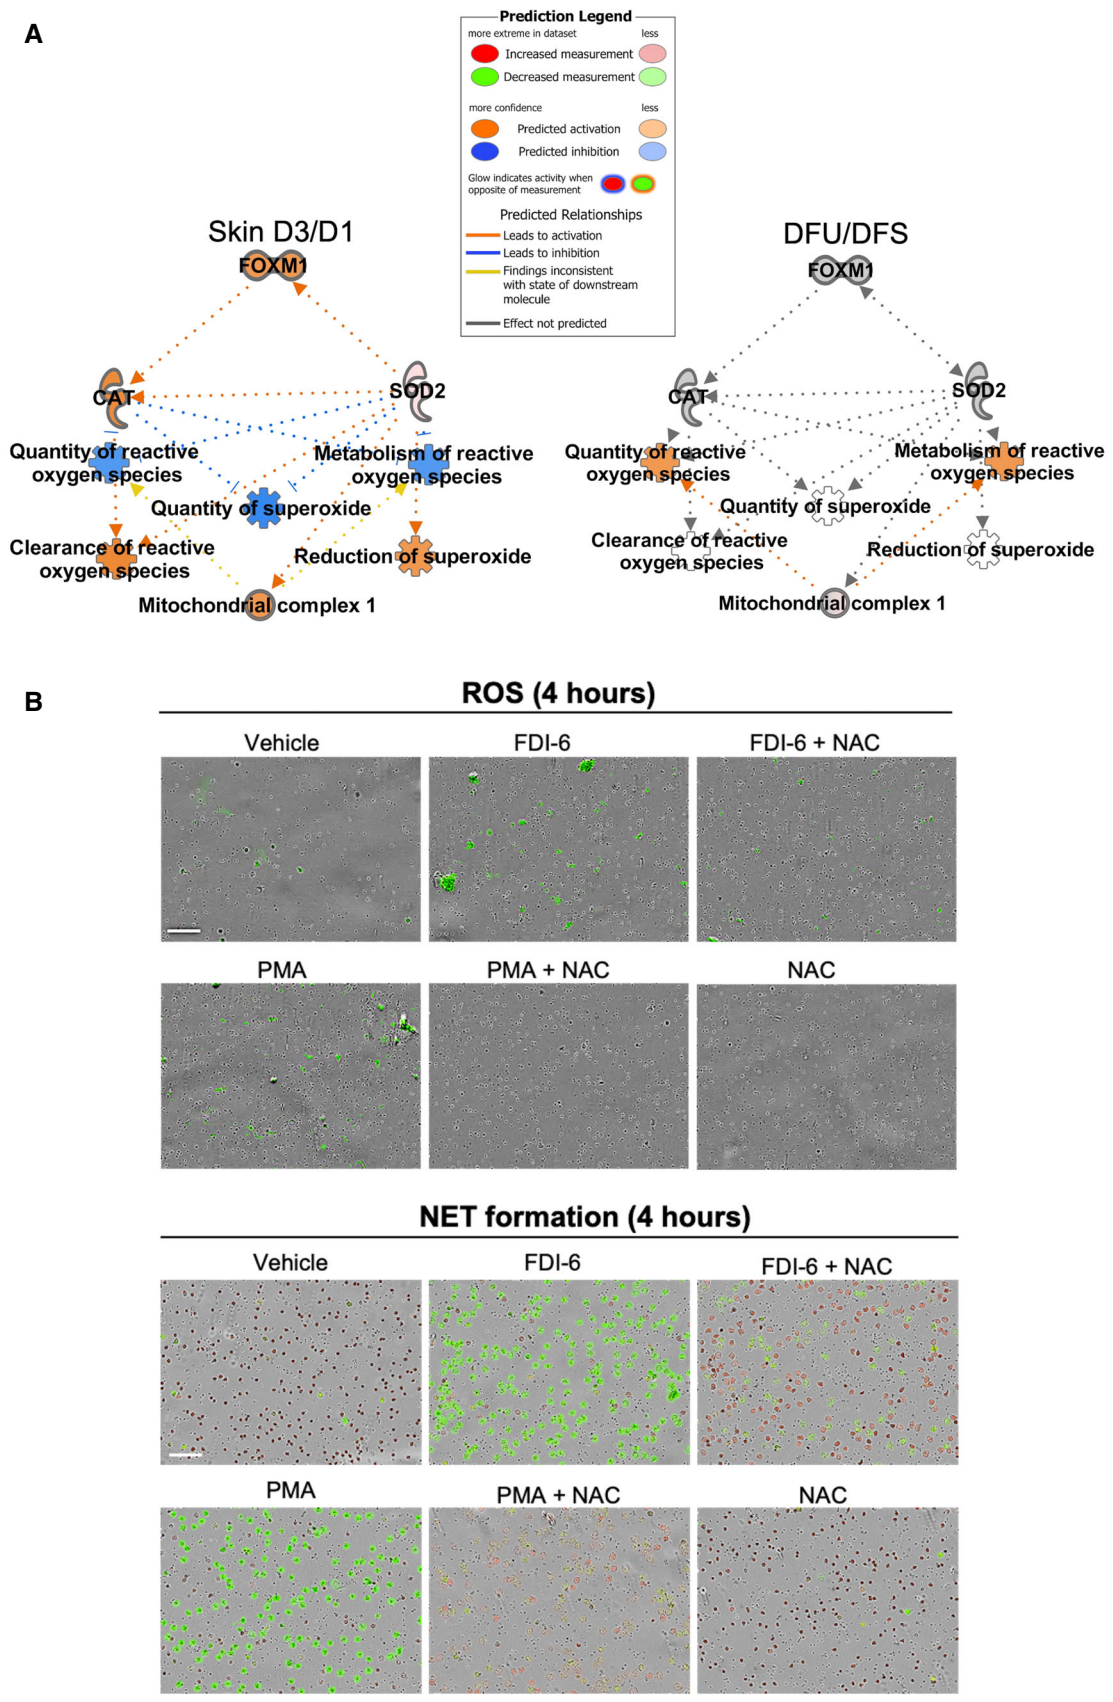 A
Prediction Legend
more extreme in dataset less
Increased measurement
Decreased measurement
more confidence less
Predicted activation
Predicted inhibition
Glow indicates activity when
opposite of measurement
Predicted Relationships
Leads to activation
Leads to inhibition
Findings inconsistent
with state of downstream
molecule
Effect not predicted
Skin D3/D1
FOXM1
CAT
SOD2
Quantity of reactive
oxygen species
Metabolism of reactive
oxygen species
Quantity of superoxide
Clearance of reactive
oxygen species
Reduction of superoxide
Mitochondrial complex 1
DFU/DFS
FOXM1
CAT
SOD2
Quantity of reactive
oxygen species
Metabolism of reactive
oxygen species
Quantity of superoxide
Clearance of reactive
oxygen species
Reduction of superoxide
Mitochondrial complex 1
B
ROS (4 hours)
Vehicle FDI-6 FDI-6 + NAC
PMA PMA + NAC NAC
NET formation (4 hours)
Vehicle FDI-6 FDI-6 + NAC
PMA PMA + NAC NAC